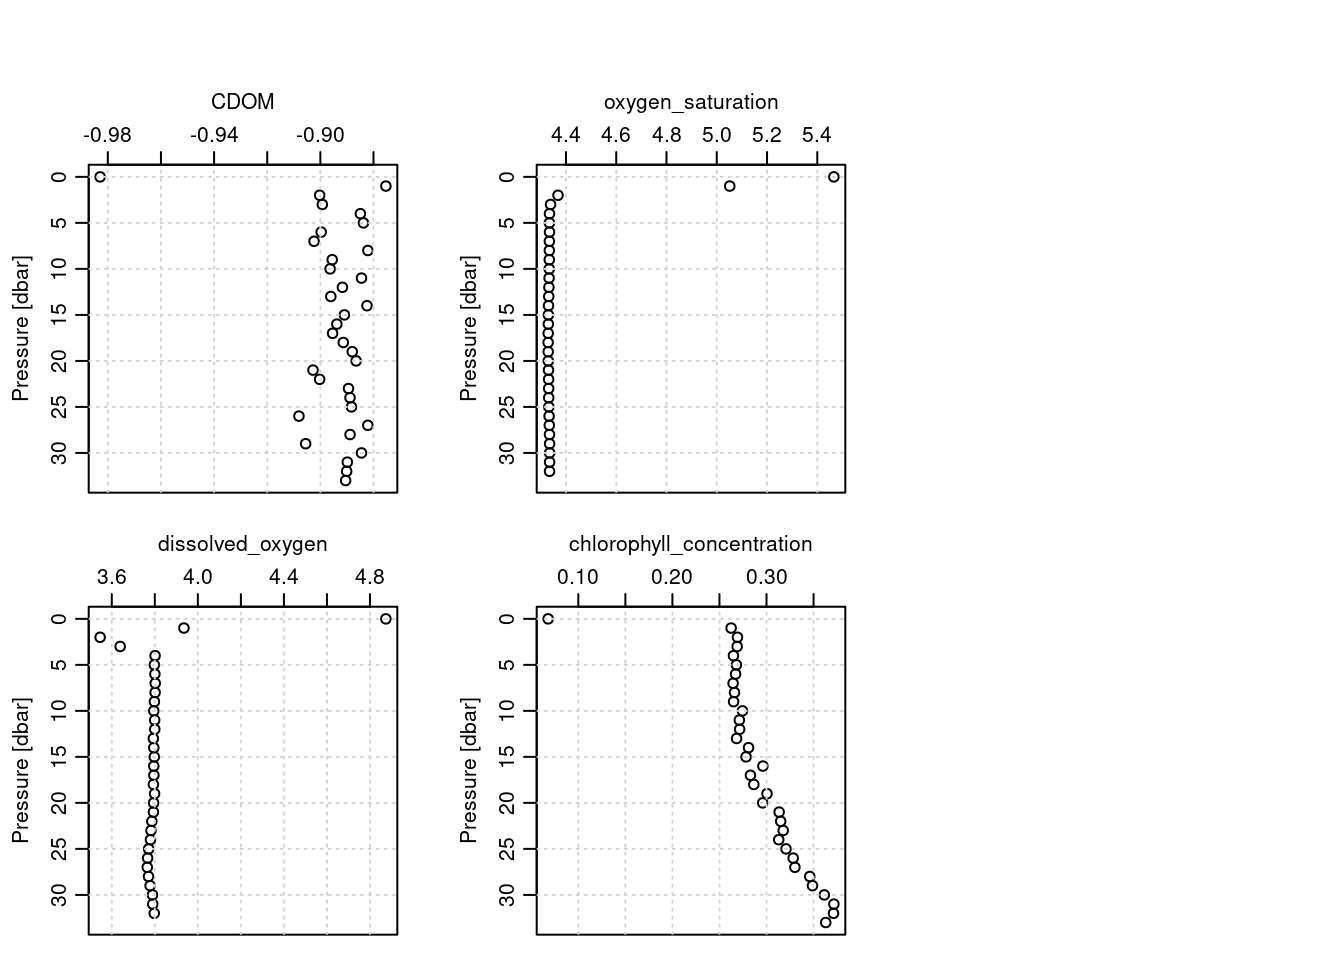 CDOM
-0.98 -0.94 -0.90
0 5 10 15 20 25 30
Pressure [dbar]
oxygen_saturation
4.4 4.6 4.8 5.0 5.2 5.4
0 5 10 15 20 25 30
Pressure [dbar]
dissolved_oxygen
3.6 4.0 4.4 4.8
0 5 10 15 20 25 30
Pressure [dbar]
chlorophyll_concentration
0.10 0.20 0.30
0 5 10 15 20 25 30
Pressure [dbar]